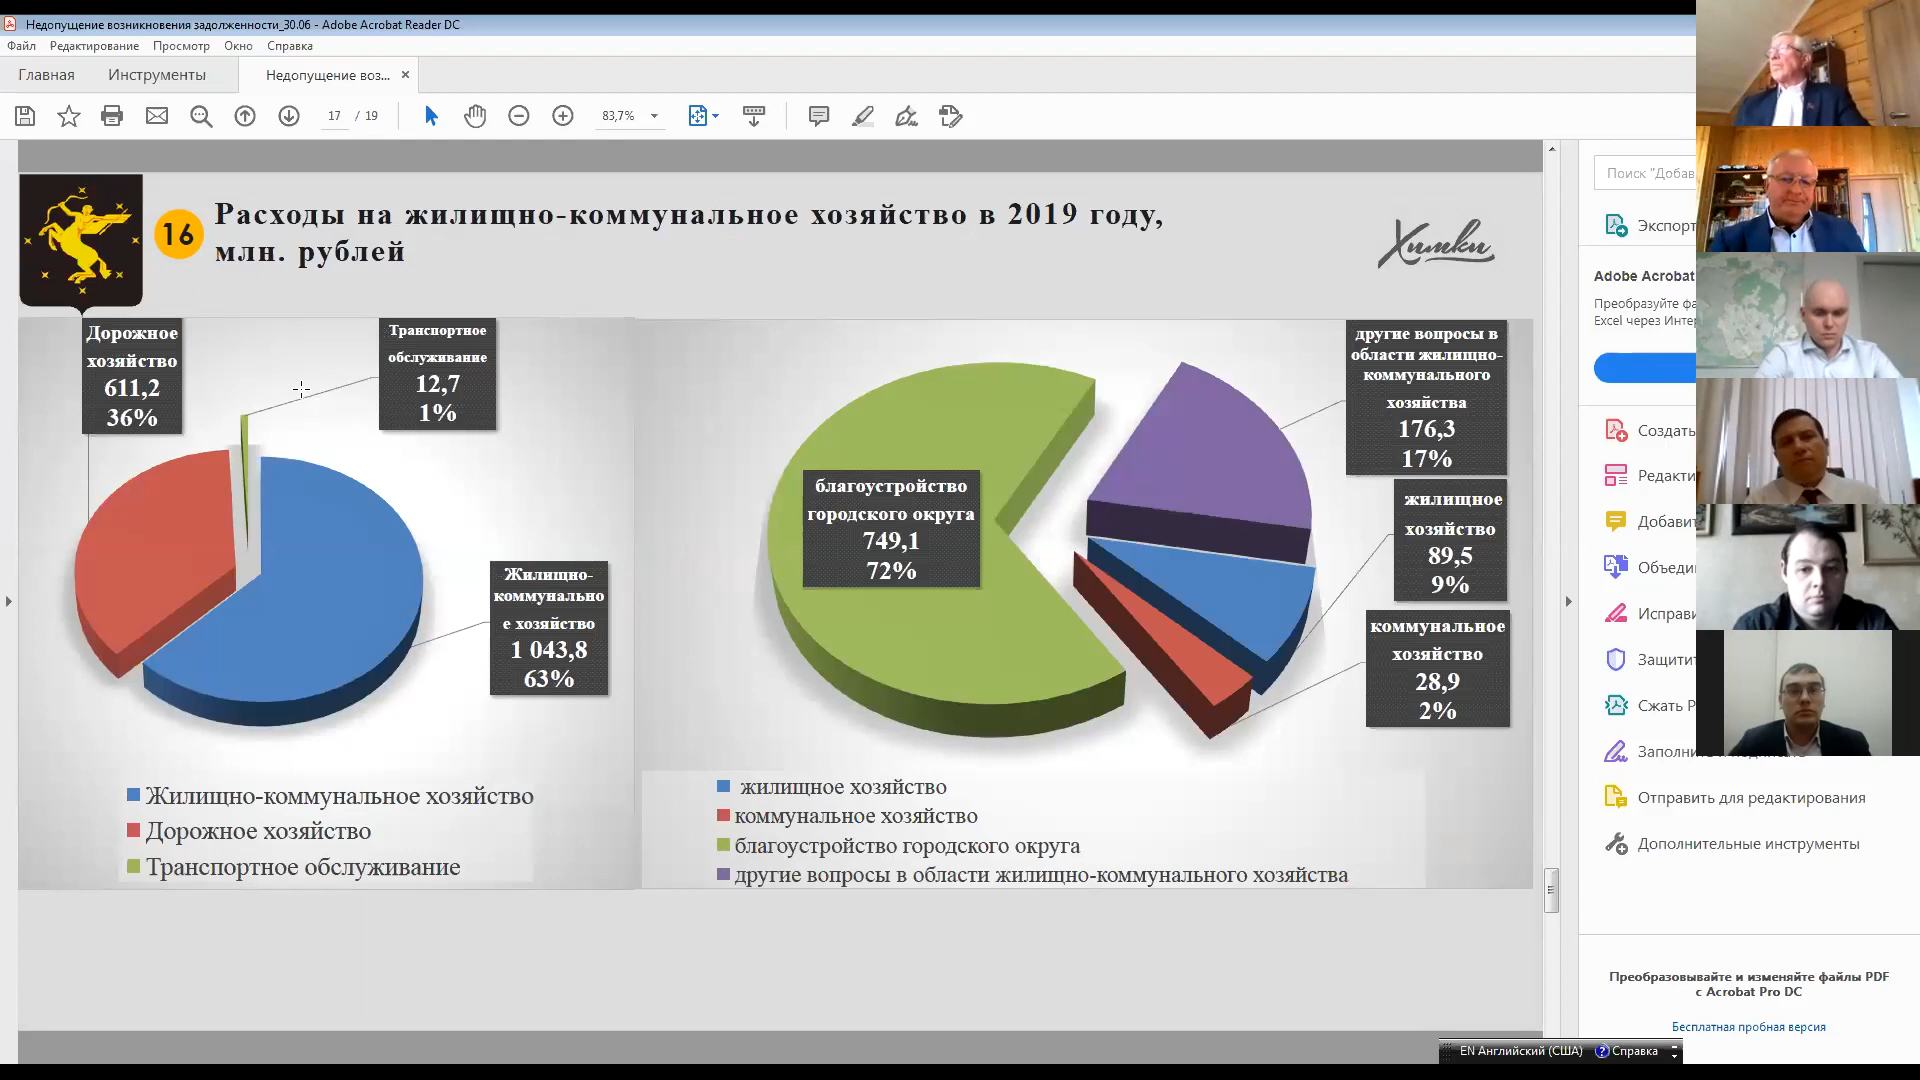 Недопущение возникновения задолженности_30.06 - Adobe Acrobat Reader DC
Файл Редактирование Просмотр Окно Справка
Главная Инструменты Недопущение воз... ×
17 / 19 83,7%
16 Расходы на жилищно-коммунальное хозяйство в 2019 году,
млн. рублей
Химки
Дорожное
хозяйство
611,2
36%
Транспортное
обслуживание
12,7
1%
Жилищно-
коммунально
е хозяйство
1 043,8
63%
Жилищно-коммунальное хозяйство
Дорожное хозяйство
Транспортное обслуживание
благоустройство
городского округа
749,1
72%
другие вопросы в
области жилищно-
коммунального
хозяйства
176,3
17%
жилищное
хозяйство
89,5
9%
коммунальное
хозяйство
28,9
2%
жилищное хозяйство
коммунальное хозяйство
благоустройство городского округа
другие вопросы в области жилищно-коммунального хозяйства
Поиск "Добав
Экспорт
Adobe Acrobat
Преобразуйте фа
Excel через Инте
Создать
Редакти
Добави
Объеди
Исправи
Защитит
Сжать P
Заполн
Отправить для редактирования
Дополнительные инструменты
Преобразовывайте и изменяйте файлы PDF
с Acrobat Pro DC
Бесплатная пробная версия
EN Английский (США) Справка